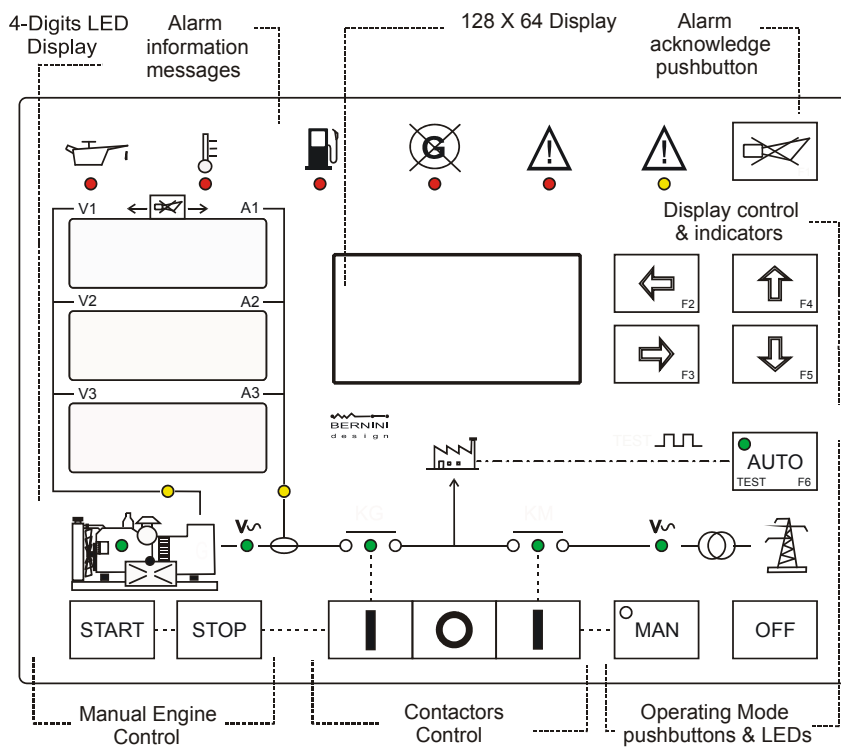 4-Digits LED
Display
Alarm
information
messages
128 X 64 Display
Alarm
acknowledge
pushbutton
G
!
!
V1
A1
Display control
& indicators
V2
A2
F2
F4
V3
A3
F3
F5
BERNINI
design
TEST
AUTO
TEST F6
KG
KM
V
V
G
START
STOP
MAN
OFF
Manual Engine
Control
Contactors
Control
Operating Mode
pushbuttons & LEDs